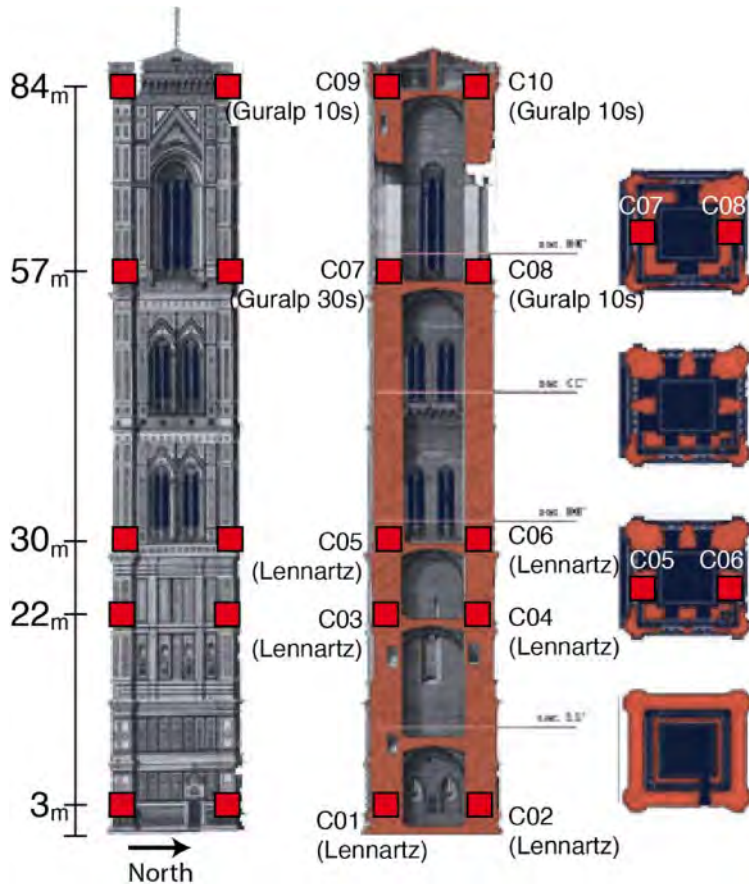 84m
57m
30m
22m
3m
North
C09
(Guralp 10s)
C10
(Guralp 10s)
C07
(Guralp 30s)
C08
(Guralp 10s)
C05
(Lennartz)
C06
(Lennartz)
C03
(Lennartz)
C04
(Lennartz)
C01
(Lennartz)
C02
(Lennartz)
C07 C08
C05 C06